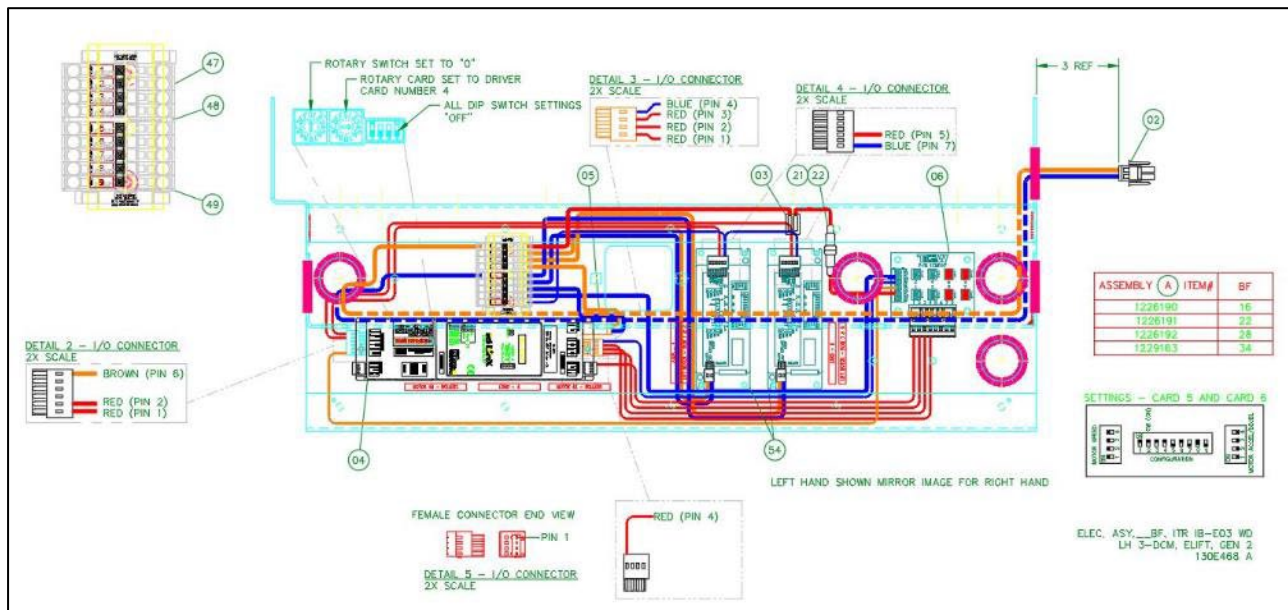 47
48
49
ROTARY SWITCH SET TO "0"
ROTARY CARD SET TO DRIVER
CARD NUMBER 4
ALL DIP SWITCH SETTINGS
"OFF"
DETAIL 3 - I/O CONNECTOR
2X SCALE
BLUE (PIN 4)
RED (PIN 3)
RED (PIN 2)
RED (PIN 1)
DETAIL 4 - I/O CONNECTOR
2X SCALE
RED (PIN 5)
BLUE (PIN 7)
3 REF
02
05
03
21
22
06
ASSEMBLY A ITEM# BF
1226190 16
1226191 22
1226192 28
1229163 34
DETAIL 2 - I/O CONNECTOR
2X SCALE
BROWN (PIN 6)
RED (PIN 2)
RED (PIN 1)
04
54
SETTINGS - CARD 5 AND CARD 6
MOTOR SPEED
CONFIGURATION
MOTOR ACCEL/DECEL
LEFT HAND SHOWN MIRROR IMAGE FOR RIGHT HAND
FEMALE CONNECTOR END VIEW
PIN 1
DETAIL 5 - I/O CONNECTOR
2X SCALE
RED (PIN 4)
ELEC. ASY.__BF, ITR IB-E03 WD
LH 3-DCM, ELIFT, GEN 2
130E468 A